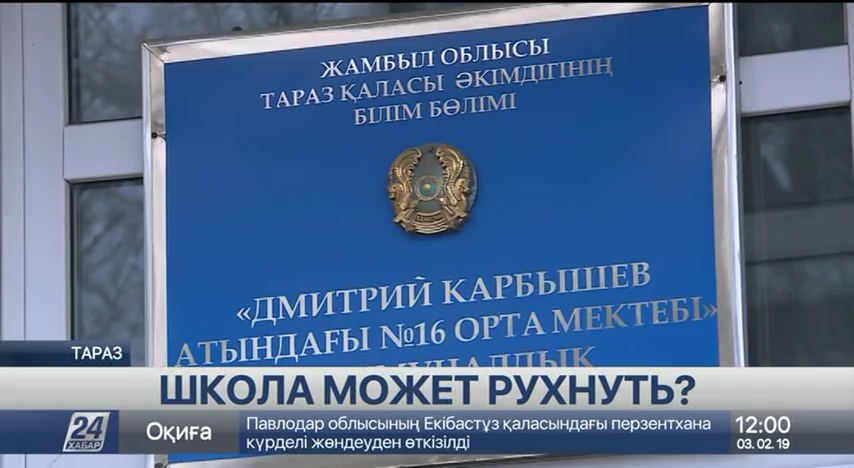 ЖАМБЫЛ ОБЛЫСЫ
ТАРАЗ ҚАЛАСЫ ӘКІМДІГІНІҢ
БІЛІМ БӨЛІМІ
«ДМИТРИЙ КАРБЫШЕВ
АТЫНДАҒЫ №16 ОРТА МЕКТЕБІ»
ТАРАЗ
ШКОЛА МОЖЕТ РУХНУТЬ?
24
ХАБАР
Оқиға
Павлодар облысының Екібастұз қаласындағы перзентхана
күрделі жөндеуден өткізілді
12:00
03.02.19